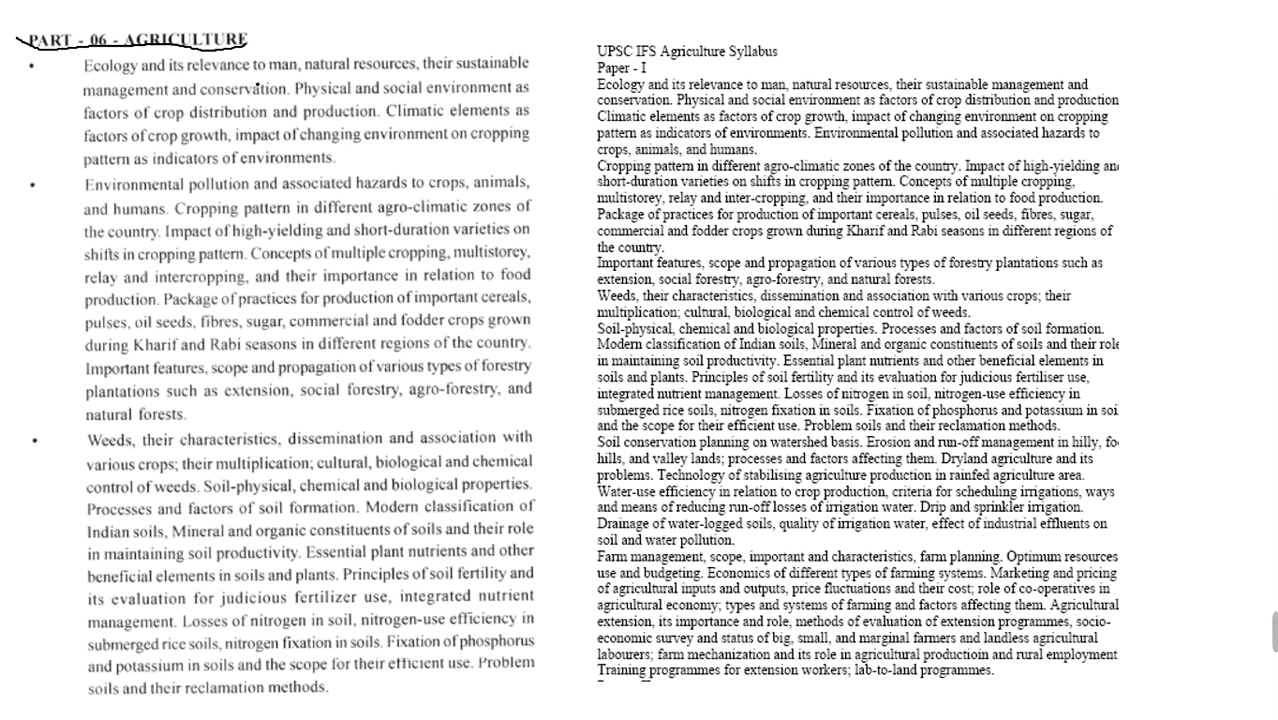 PART - 06 - AGRICULTURE
• Ecology and its relevance to man, natural resources, their sustainable
management and conservation. Physical and social environment as
factors of crop distribution and production. Climatic elements as
factors of crop growth, impact of changing environment on cropping
pattern as indicators of environments.
• Environmental pollution and associated hazards to crops, animals,
and humans. Cropping pattern in different agro-climatic zones of
the country. Impact of high-yielding and short-duration varieties on
shifts in cropping pattern. Concepts of multiple cropping, multistorey,
relay and intercropping, and their importance in relation to food
production. Package of practices for production of important cereals,
pulses, oil seeds, fibres, sugar, commercial and fodder crops grown
during Kharif and Rabi seasons in different regions of the country.
Important features, scope and propagation of various types of forestry
plantations such as extension, social forestry, agro-forestry, and
natural forests.
• Weeds, their characteristics, dissemination and association with
various crops; their multiplication; cultural, biological and chemical
control of weeds. Soil-physical, chemical and biological properties.
Processes and factors of soil formation. Modern classification of
Indian soils, Mineral and organic constituents of soils and their role
in maintaining soil productivity. Essential plant nutrients and other
beneficial elements in soils and plants. Principles of soil fertility and
its evaluation for judicious fertilizer use, integrated nutrient
management. Losses of nitrogen in soil, nitrogen-use efficiency in
submerged rice soils, nitrogen fixation in soils. Fixation of phosphorus
and potassium in soils and the scope for their efficient use. Problem
soils and their reclamation methods.
UPSC IFS Agriculture Syllabus
Paper - I
Ecology and its relevance to man, natural resources, their sustainable management and
conservation. Physical and social environment as factors of crop distribution and production
Climatic elements as factors of crop growth, impact of changing environment on cropping
pattern as indicators of environments. Environmental pollution and associated hazards to
crops, animals, and humans.
Cropping pattern in different agro-climatic zones of the country. Impact of high-yielding an
short-duration varieties on shifts in cropping pattern. Concepts of multiple cropping,
multistorey, relay and inter-cropping, and their importance in relation to food production.
Package of practices for production of important cereals, pulses, oil seeds, fibres, sugar,
commercial and fodder crops grown during Kharif and Rabi seasons in different regions of
the country.
Important features, scope and propagation of various types of forestry plantations such as
extension, social forestry, agro-forestry, and natural forests.
Weeds, their characteristics, dissemination and association with various crops; their
multiplication; cultural, biological and chemical control of weeds.
Soil-physical, chemical and biological properties. Processes and factors of soil formation.
Modern classification of Indian soils, Mineral and organic constituents of soils and their role
in maintaining soil productivity. Essential plant nutrients and other beneficial elements in
soils and plants. Principles of soil fertility and its evaluation for judicious fertiliser use,
integrated nutrient management. Losses of nitrogen in soil, nitrogen-use efficiency in
submerged rice soils, nitrogen fixation in soils. Fixation of phosphorus and potassium in soi
and the scope for their efficient use. Problem soils and their reclamation methods.
Soil conservation planning on watershed basis. Erosion and run-off management in hilly, fo
hills, and valley lands; processes and factors affecting them. Dryland agriculture and its
problems. Technology of stabilising agriculture production in rainfed agriculture area.
Water-use efficiency in relation to crop production, criteria for scheduling irrigations, ways
and means of reducing run-off losses of irrigation water. Drip and sprinkler irrigation.
Drainage of water-logged soils, quality of irrigation water, effect of industrial effluents on
soil and water pollution.
Farm management, scope, important and characteristics, farm planning. Optimum resources
use and budgeting. Economics of different types of farming systems. Marketing and pricing
of agricultural inputs and outputs, price fluctuations and their cost; role of co-operatives in
agricultural economy; types and systems of farming and factors affecting them. Agricultural
extension, its importance and role, methods of evaluation of extension programmes, socio-
economic survey and status of big, small, and marginal farmers and landless agricultural
labourers; farm mechanization and its role in agricultural productioin and rural employment
Training programmes for extension workers; lab-to-land programmes.